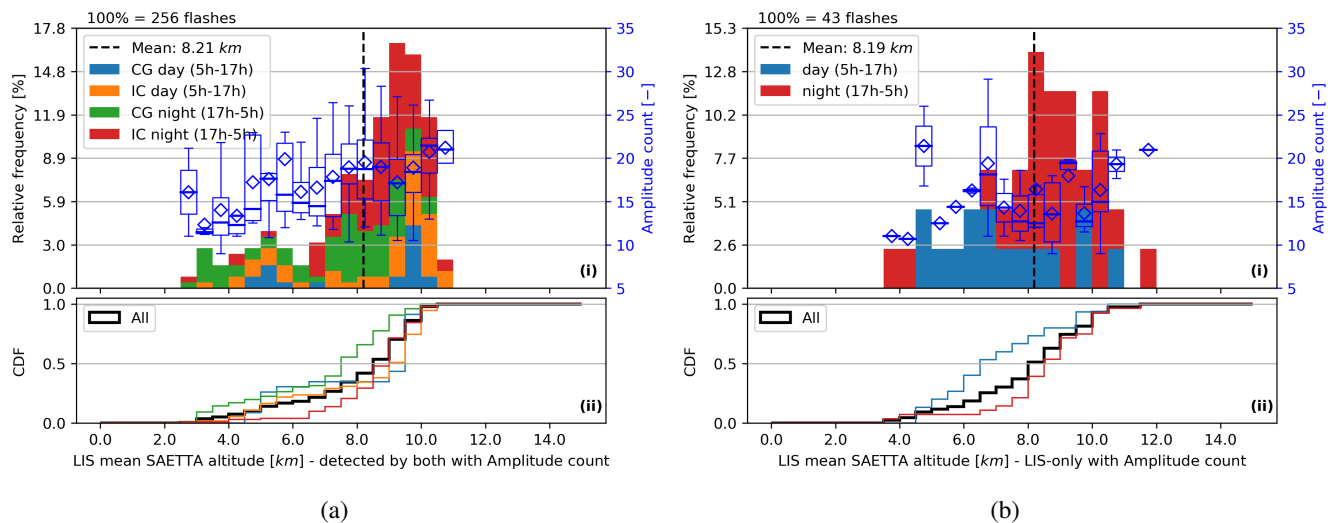 100% = 256 flashes
17.8
14.8
11.9
8.9
5.9
3.0
0.0
Relative frequency [%]
Mean: 8.21 km
CG day (5h-17h)
IC day (5h-17h)
CG night (17h-5h)
IC night (17h-5h)
35
30
25
20
15
10
5
Amplitude count [−]
(i)
1.0
0.5
0.0
CDF
All
(ii)
0.0 2.0 4.0 6.0 8.0 10.0 12.0 14.0
LIS mean SAETTA altitude [km] - detected by both with Amplitude count
(a)
100% = 43 flashes
15.3
12.8
10.2
7.7
5.1
2.6
0.0
Relative frequency [%]
Mean: 8.19 km
day (5h-17h)
night (17h-5h)
35
30
25
20
15
10
5
Amplitude count [−]
(i)
1.0
0.5
0.0
CDF
All
(ii)
0.0 2.0 4.0 6.0 8.0 10.0 12.0 14.0
LIS mean SAETTA altitude [km] - LIS-only with Amplitude count
(b)